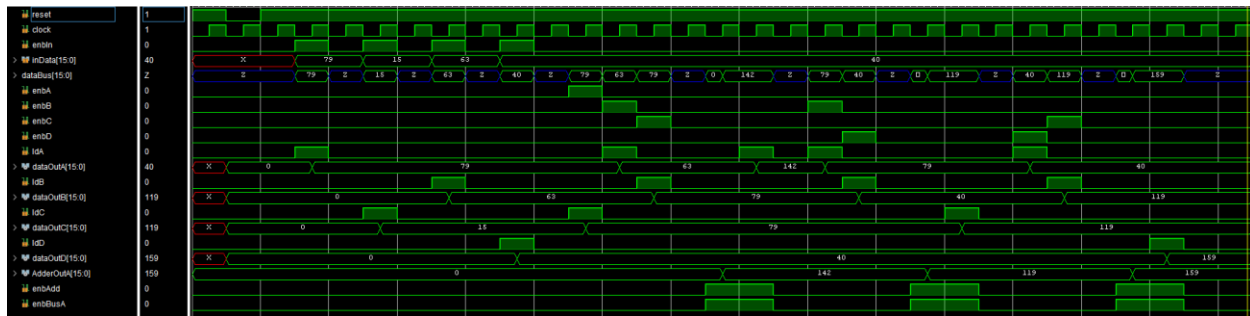 reset 1
clock 1
enbIn 0
inData[15:0] 40 X 79 15 63 40
dataBus[15:0] Z z 79 z 15 z 63 z 40 z 79 63 79 z 0 142 z 79 40 z 119 z 40 119 z 159 z
enbA 0
enbB 0
enbC 0
enbD 0
ldA 0
dataOutA[15:0] 40 X 0 79 63 142 79 40
ldB 0
dataOutB[15:0] 119 X 0 63 79 40 119
ldC 0
dataOutC[15:0] 119 X 0 15 79 119
ldD 0
dataOutD[15:0] 159 X 0 40 159
AdderOutA[15:0] 159 0 142 119 159
enbAdd 0
enbBusA 0